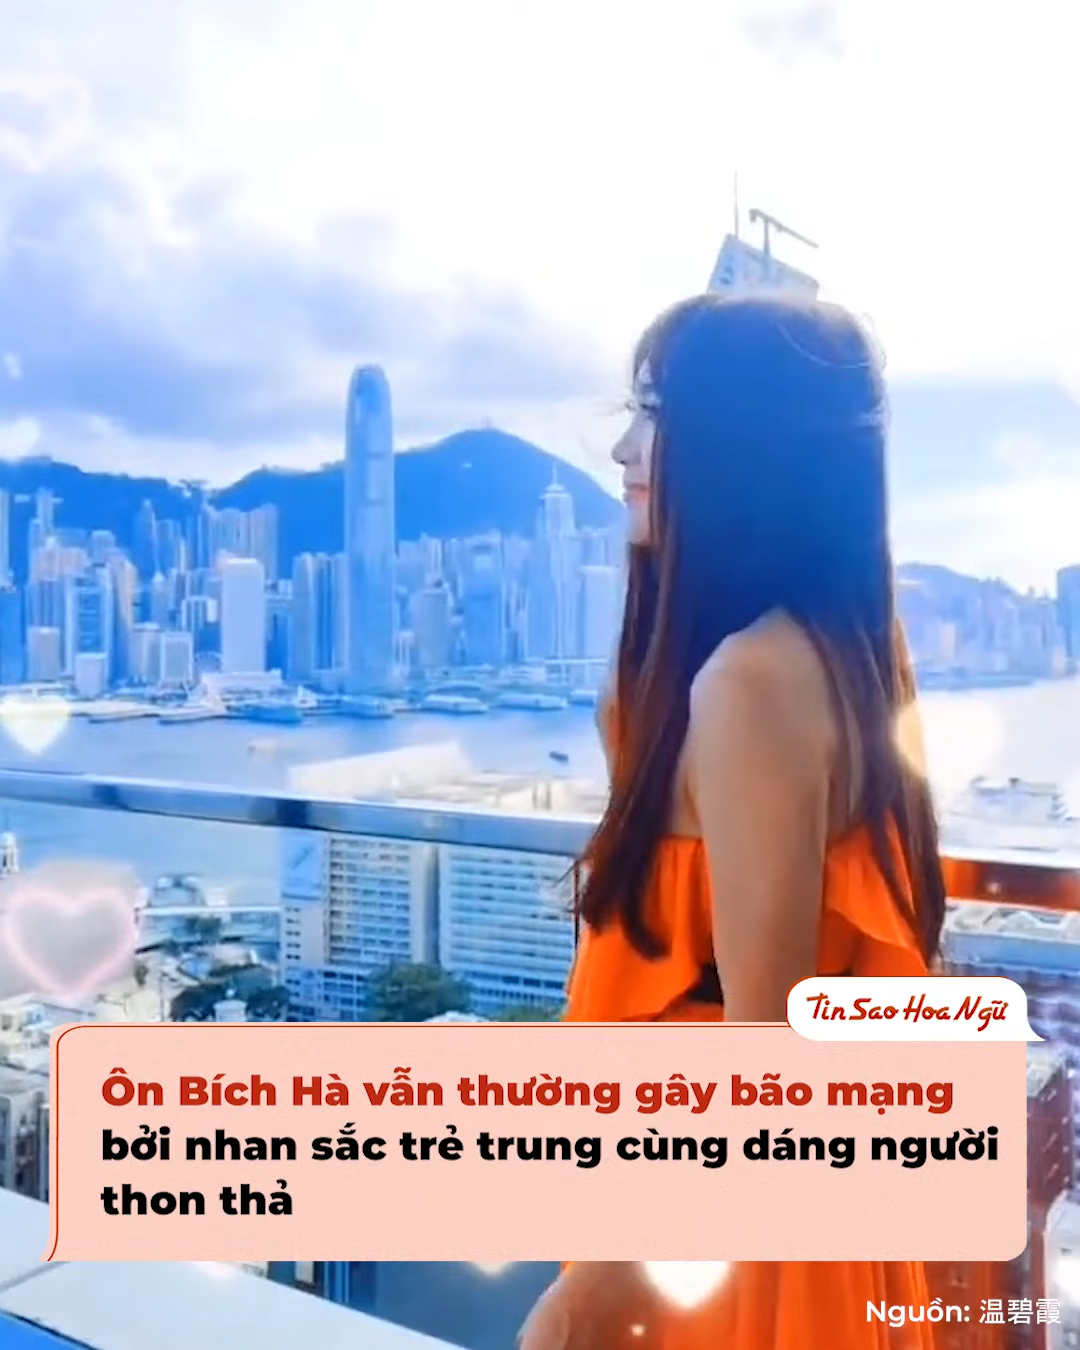 Tin Sao Hoa Ngữ
Ôn Bích Hà vẫn thường gây bão mạng
bởi nhan sắc trẻ trung cùng dáng người
thon thả
Nguồn: 温碧霞